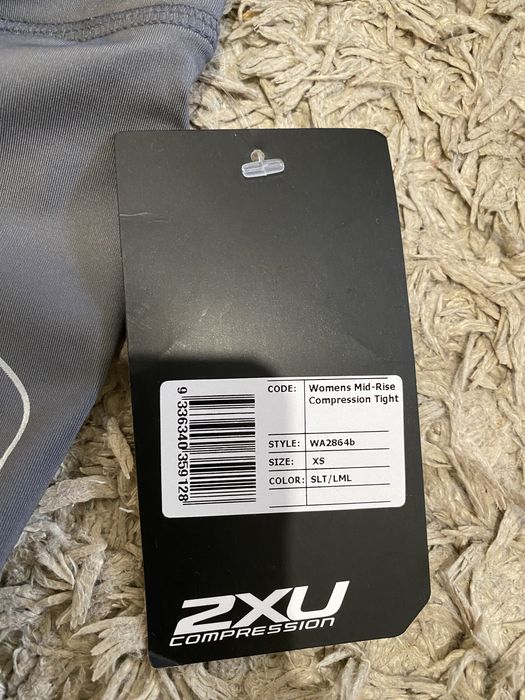 CODE: Womens Mid-Rise
Compression Tight
STYLE: WA2864b
SIZE: XS
COLOR: SLT/LML
9 336340 359128
2XU
COMPRESSION